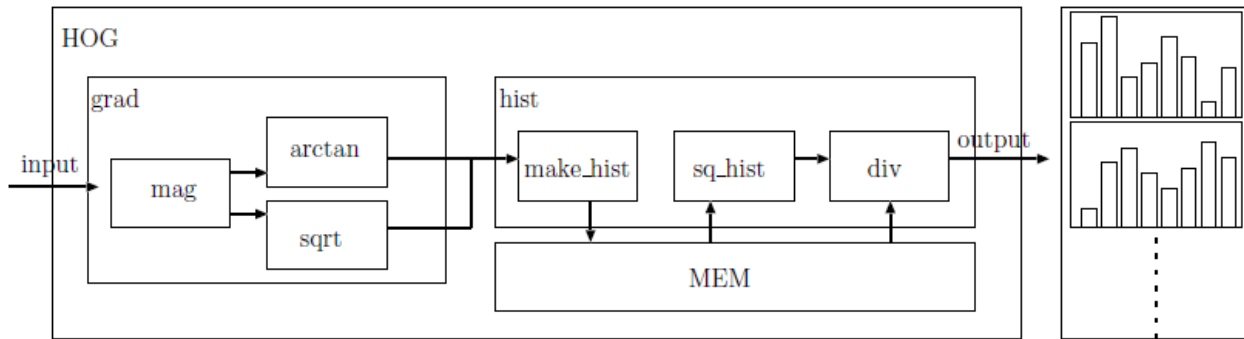 HOG
grad
hist
input
mag
arctan
sqrt
make_hist
sq_hist
div
output
MEM